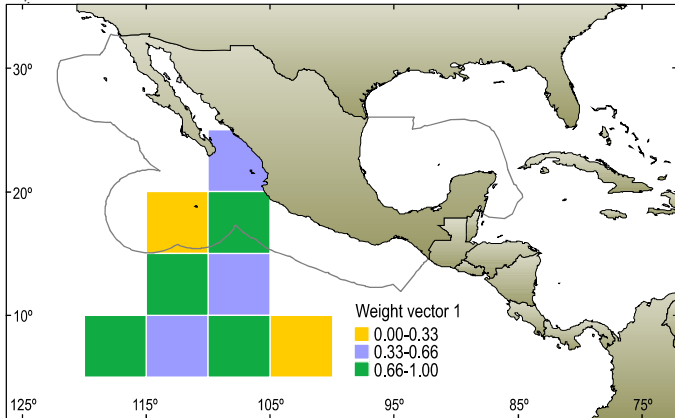 30º
20º
10º
Weight vector 1
0.00-0.33
0.33-0.66
0.66-1.00
125º 115º 105º 95º 85º 75º